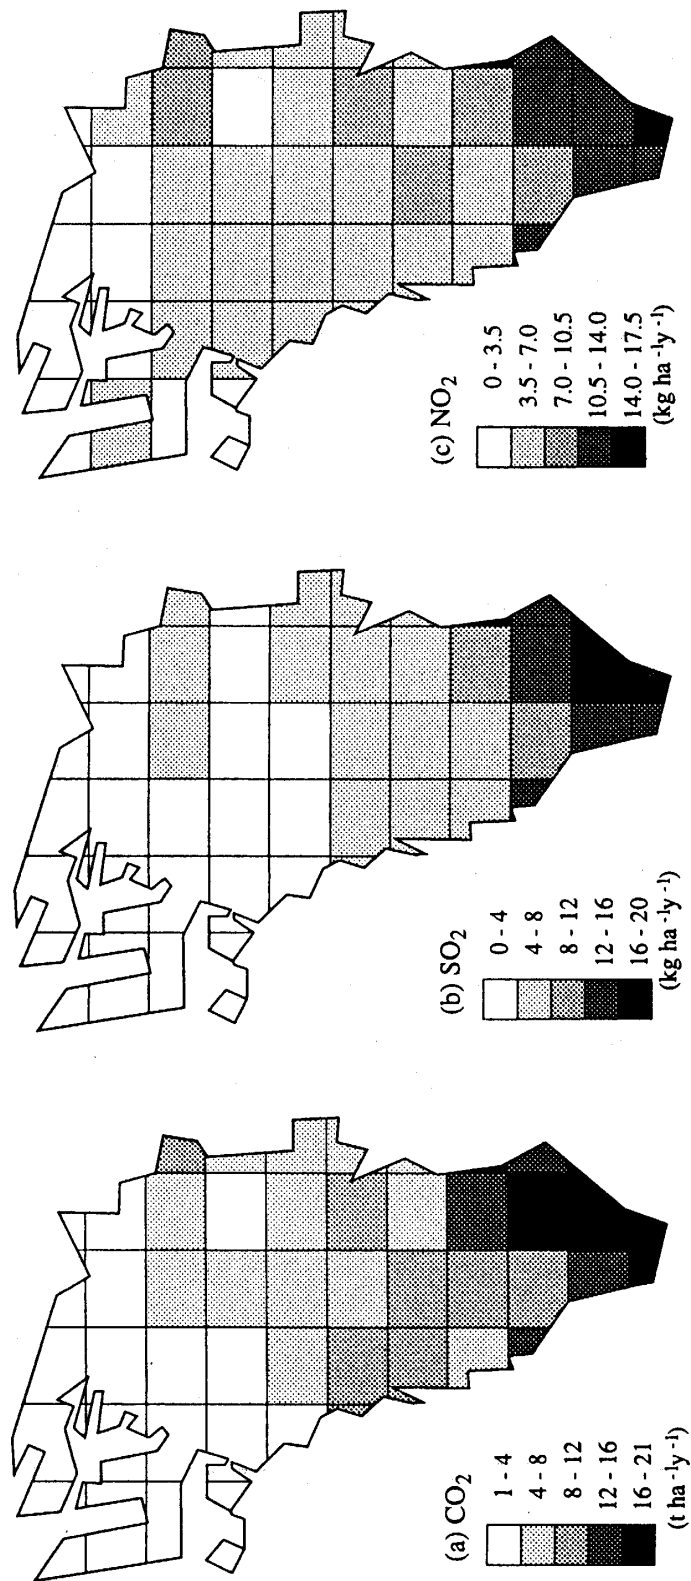 (a) CO₂
1 - 4
4 - 8
8 - 12
12 - 16
16 - 21
(t ha⁻¹y⁻¹)
(b) SO₂
0 - 4
4 - 8
8 - 12
12 - 16
16 - 20
(kg ha⁻¹y⁻¹)
(c) NO₂
0 - 3.5
3.5 - 7.0
7.0 - 10.5
10.5 - 14.0
14.0 - 17.5
(kg ha⁻¹y⁻¹)